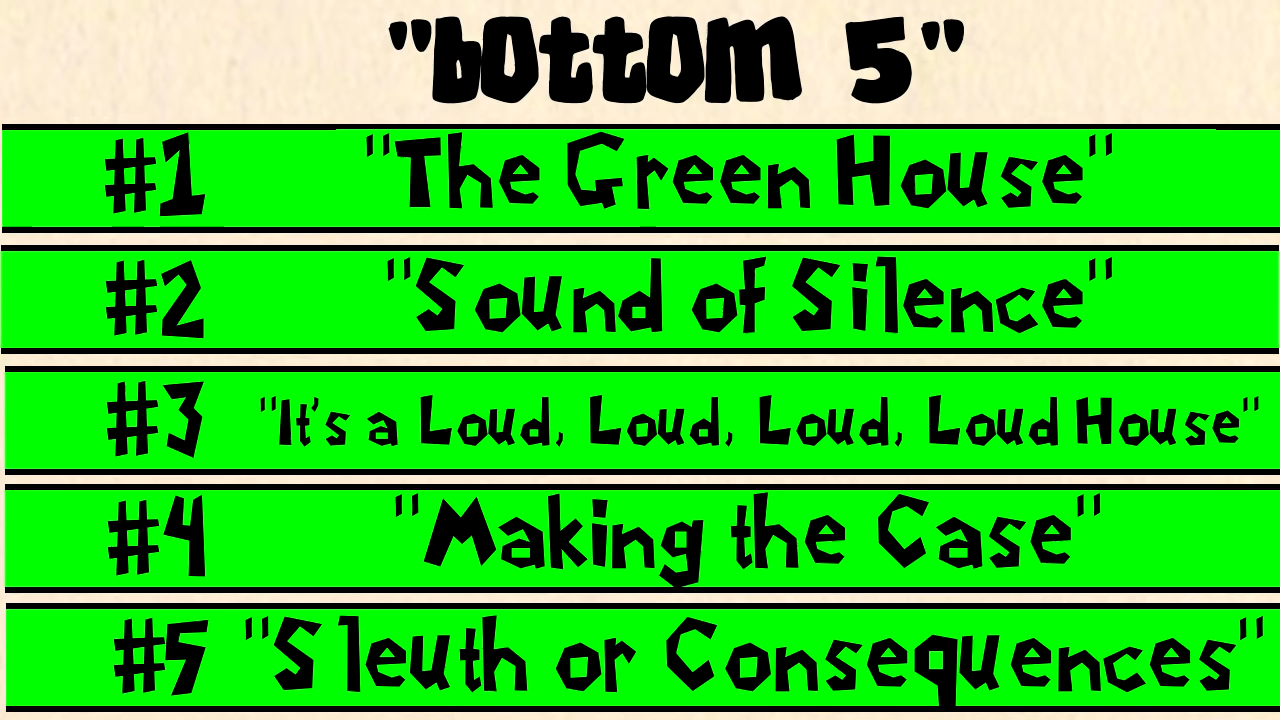 "bottom 5"
#1 "The Green House"
#2 "Sound of Silence"
#3 "It's a Loud, Loud, Loud, Loud House"
#4 "Making the Case"
#5 "Sleuth or Consequences"